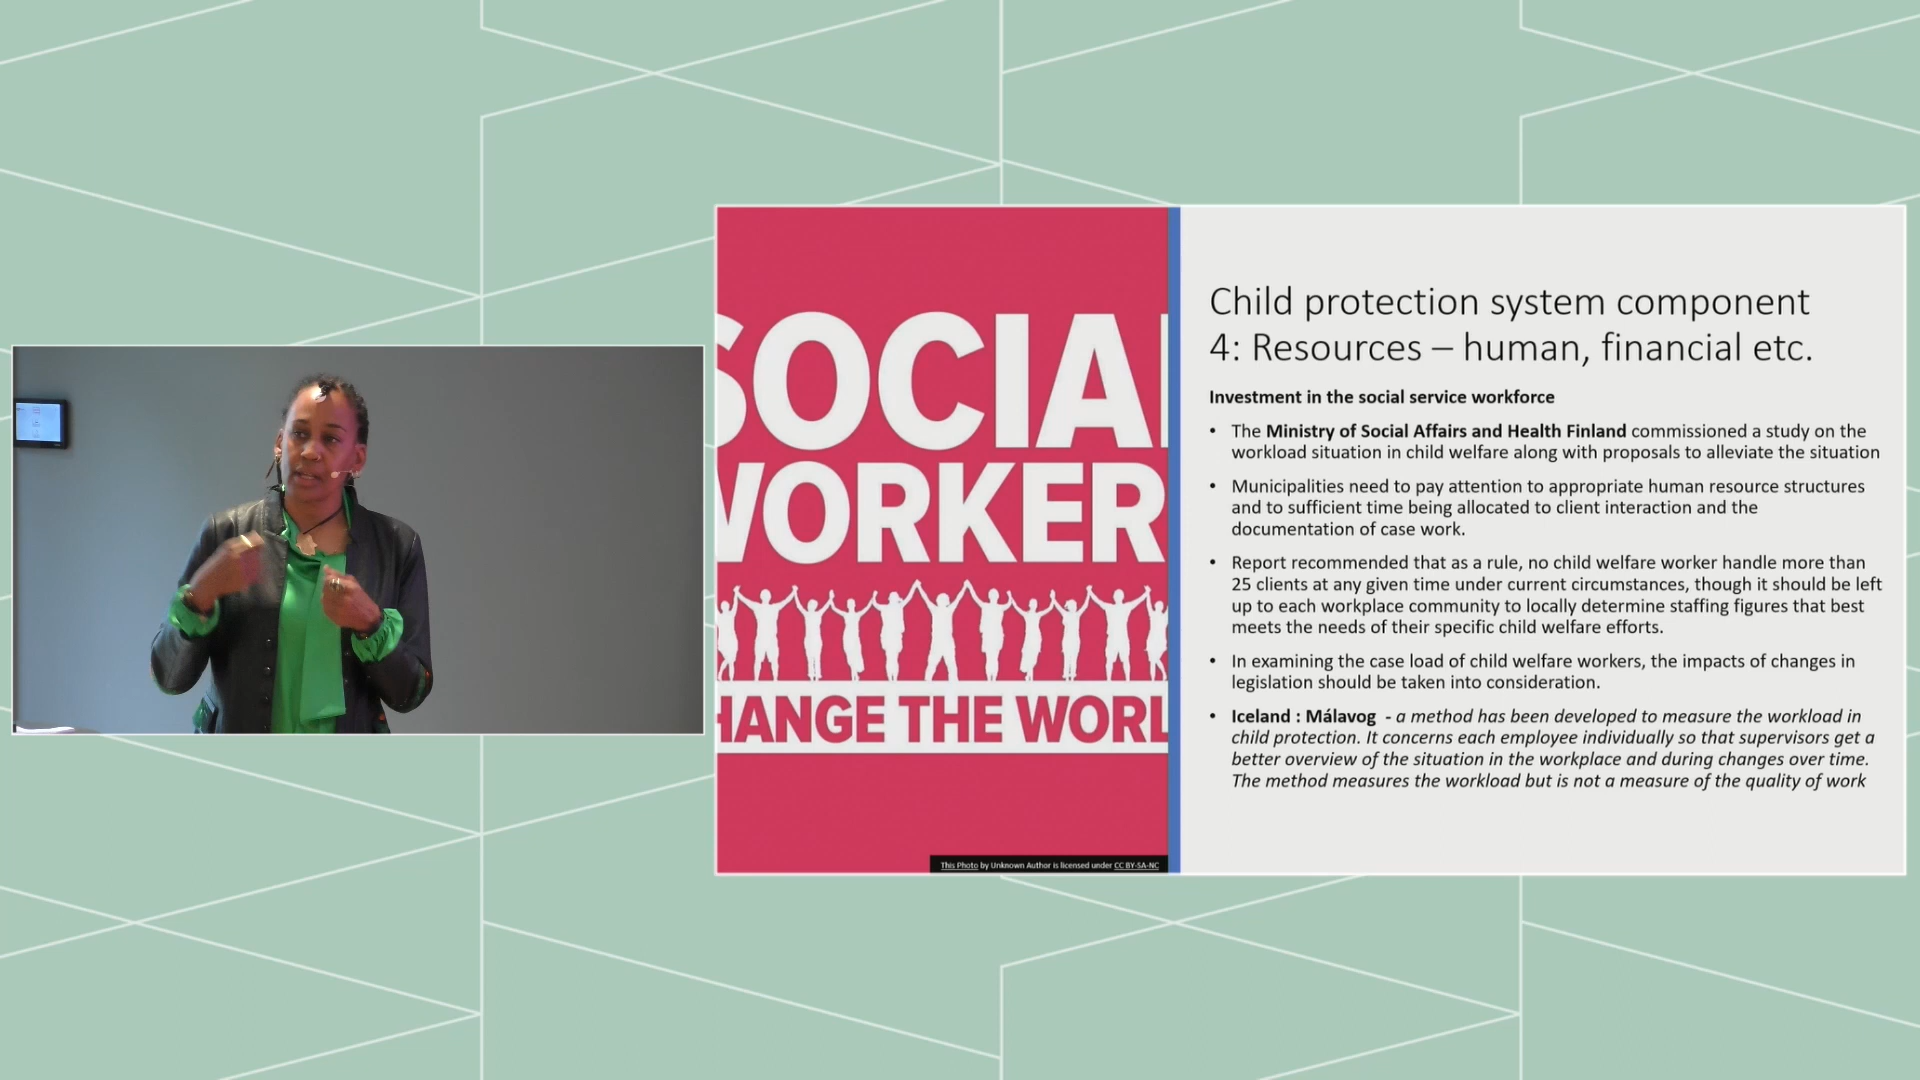 SOCIAL
WORKER
HANGE THE WORL
This Photo by Unknown Author is licensed under CC BY-SA-NC
Child protection system component
4: Resources – human, financial etc.
Investment in the social service workforce
• The Ministry of Social Affairs and Health Finland commissioned a study on the
workload situation in child welfare along with proposals to alleviate the situation
• Municipalities need to pay attention to appropriate human resource structures
and to sufficient time being allocated to client interaction and the
documentation of case work.
• Report recommended that as a rule, no child welfare worker handle more than
25 clients at any given time under current circumstances, though it should be left
up to each workplace community to locally determine staffing figures that best
meets the needs of their specific child welfare efforts.
• In examining the case load of child welfare workers, the impacts of changes in
legislation should be taken into consideration.
• Iceland : Málavog - a method has been developed to measure the workload in
child protection. It concerns each employee individually so that supervisors get a
better overview of the situation in the workplace and during changes over time.
The method measures the workload but is not a measure of the quality of work